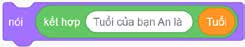 nói kết hợp Tuổi của bạn An là Tuổi